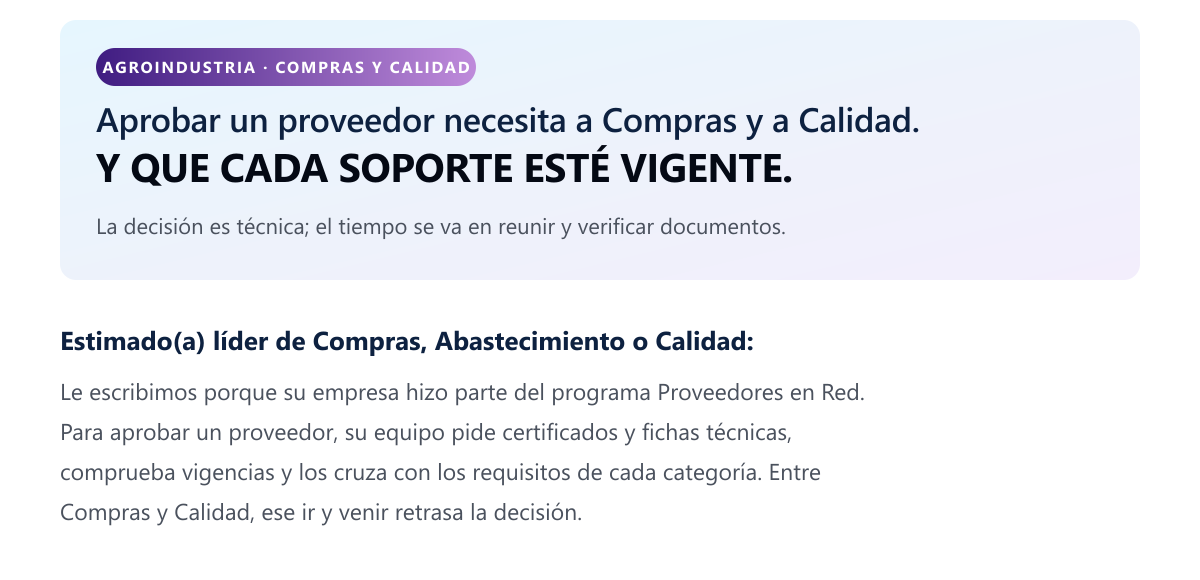 AGROINDUSTRIA · COMPRAS Y CALIDAD
Aprobar un proveedor necesita a Compras y a Calidad.
Y QUE CADA SOPORTE ESTÉ VIGENTE.
La decisión es técnica; el tiempo se va en reunir y verificar documentos.
Estimado(a) líder de Compras, Abastecimiento o Calidad:
Le escribimos porque su empresa hizo parte del programa Proveedores en Red.
Para aprobar un proveedor, su equipo pide certificados y fichas técnicas,
comprueba vigencias y los cruza con los requisitos de cada categoría. Entre
Compras y Calidad, ese ir y venir retrasa la decisión.